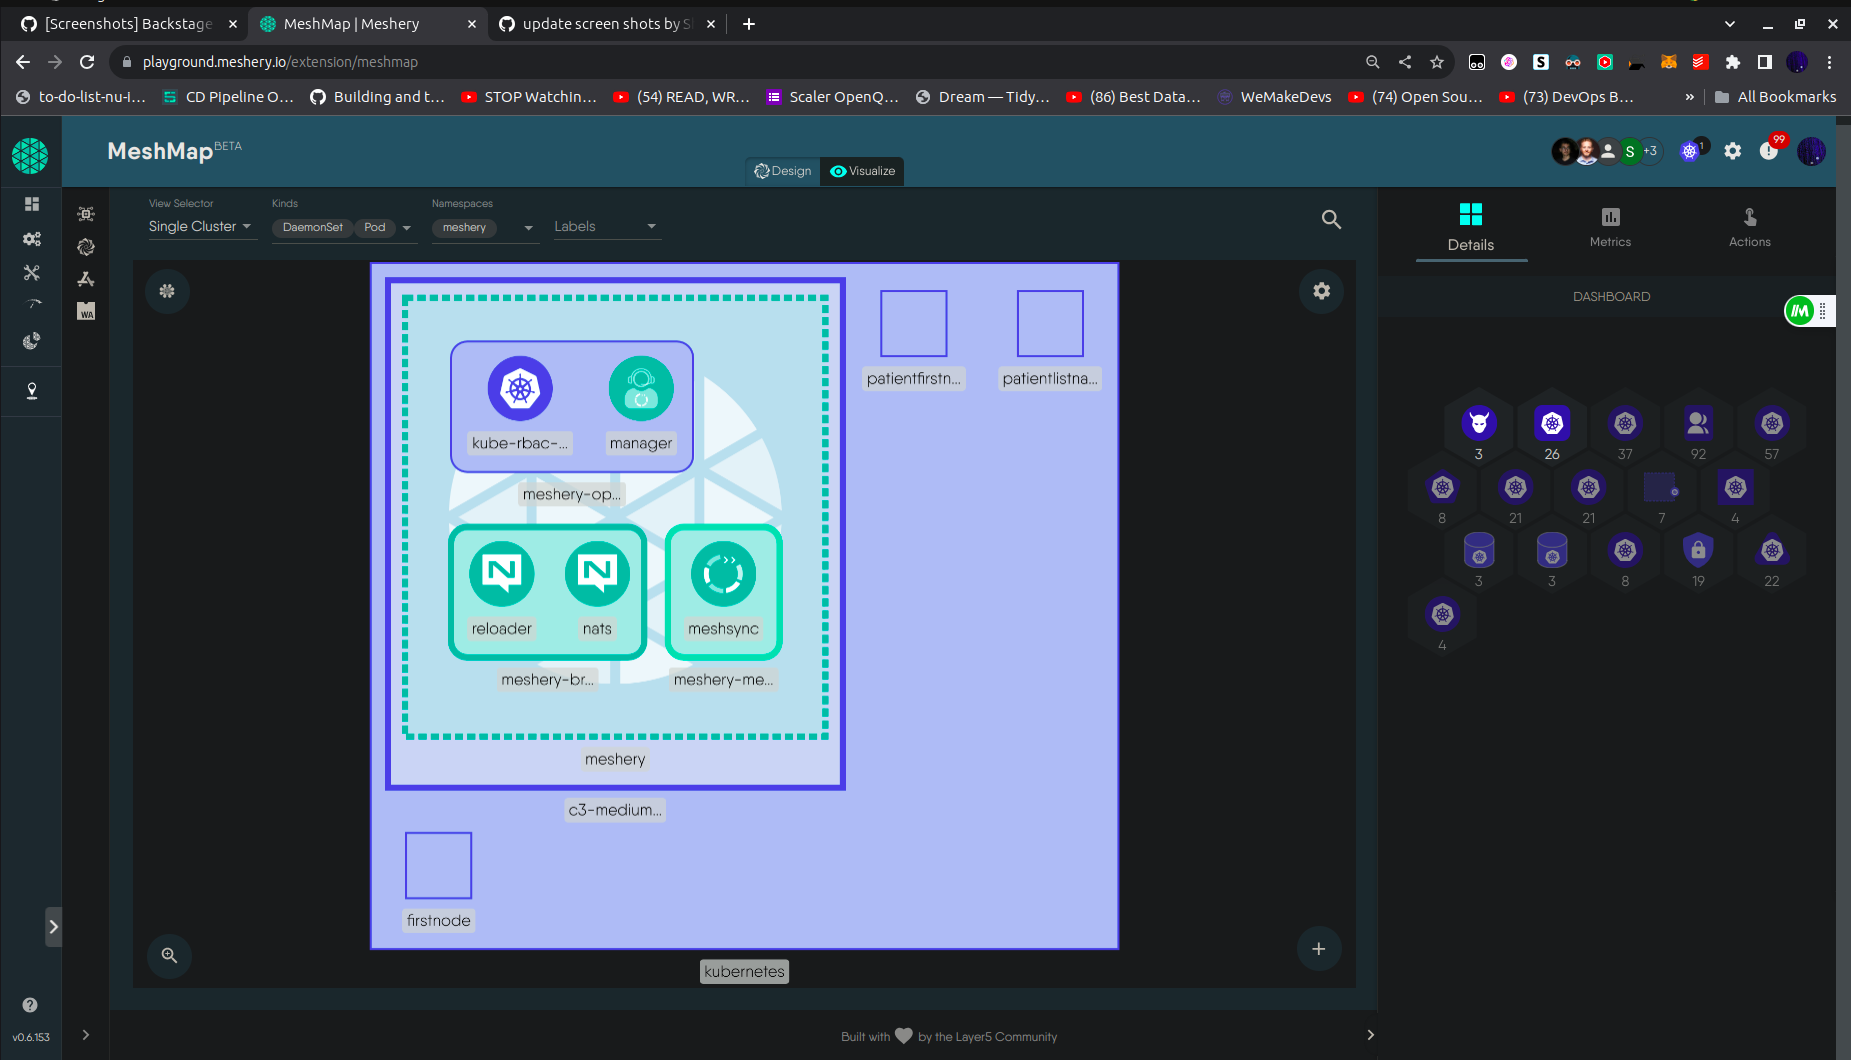 [Screenshots] Backstage
MeshMap | Meshery
update screen shots by S
playground.meshery.io/extension/meshmap
to-do-list-nu-i...
CD Pipeline O...
Building and t...
STOP Watchin...
(54) READ, WR...
Scaler OpenQ...
Dream — Tidy...
(86) Best Data...
WeMakeDevs
(74) Open Sou...
(73) DevOps B...
»
All Bookmarks
MeshMap BETA
Design
Visualize
S
+3
1
99
View Selector
Single Cluster
Kinds
DaemonSet
Pod
Namespaces
meshery
Labels
Details
Metrics
Actions
DASHBOARD
WA
kube-rbac-...
manager
meshery-op...
reloader
nats
meshsync
meshery-br...
meshery-me...
meshery
c3-medium...
patientfirstn...
patientlistna...
firstnode
kubernetes
3
26
37
92
57
8
21
21
7
4
3
3
8
19
22
4
v0.6.153
Built with ♥ by the Layer5 Community